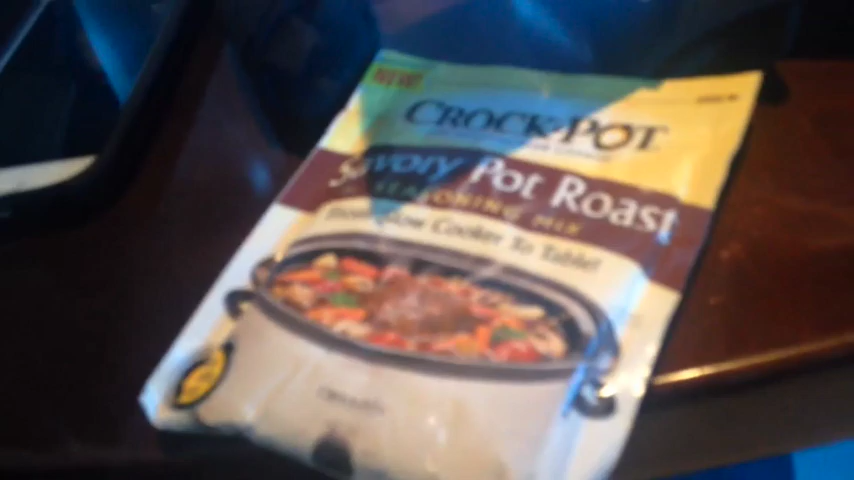 NEW!
CROCK-POT
Savory Pot Roast
SEASONING MIX
From Slow Cooker To Table!